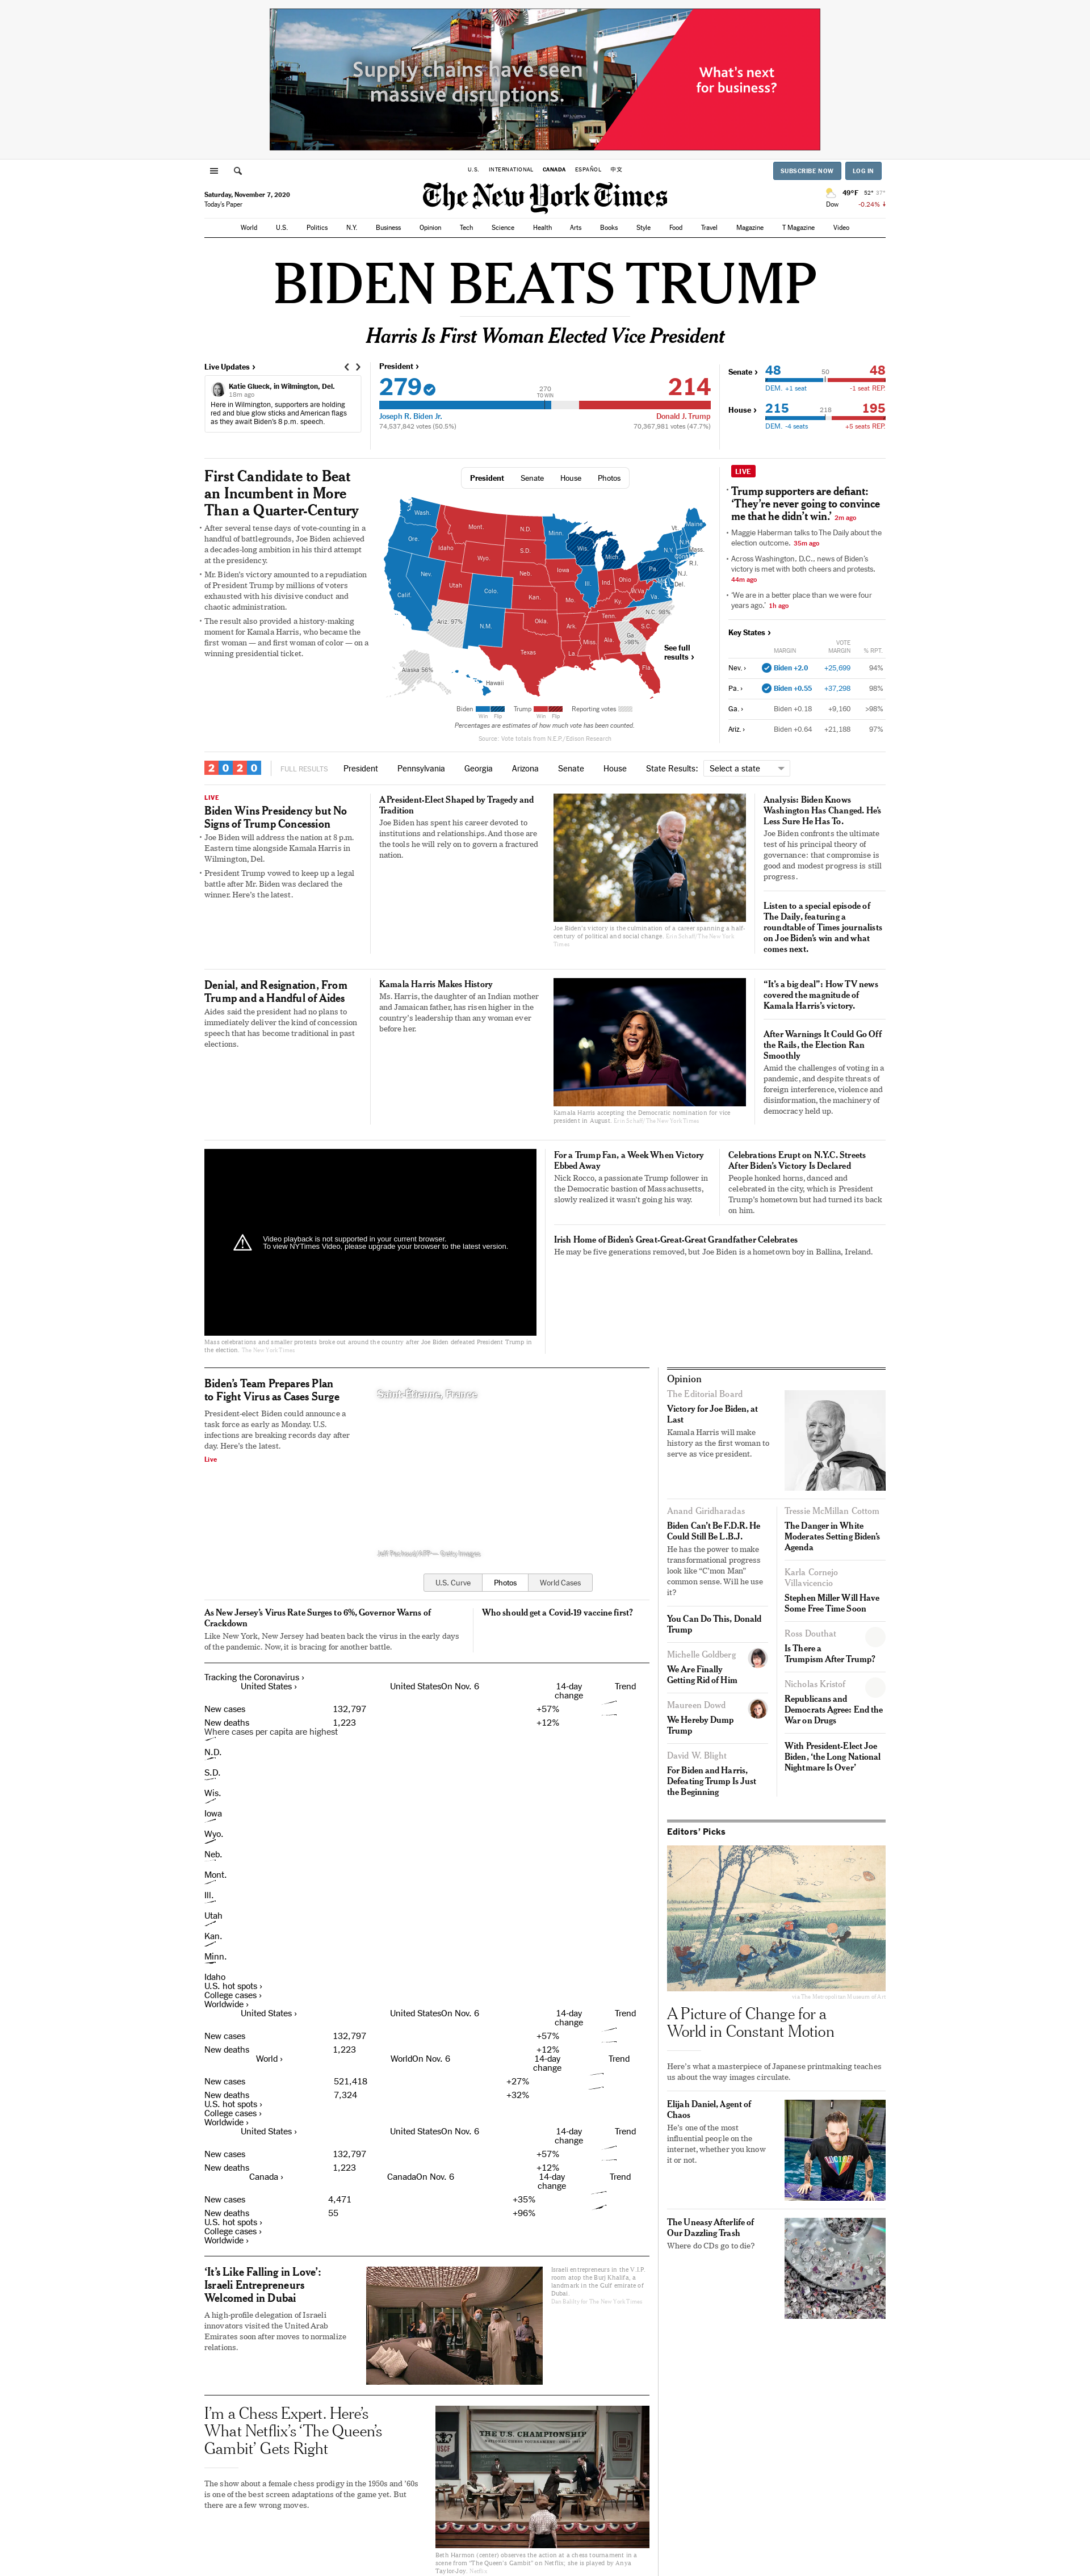 Supply chains have seen
massive disruptions.
What's next
for business?
U.S. INTERNATIONAL CANADA ESPAÑOL 中文
SUBSCRIBE NOW LOG IN
Saturday, November 7, 2020
Today's Paper
The New York Times
49°F 52° 37°
Dow -0.24% ↓
World U.S. Politics N.Y. Business Opinion Tech Science Health Arts Books Style Food Travel Magazine T Magazine Video
BIDEN BEATS TRUMP
Harris Is First Woman Elected Vice President
Live Updates ›
Katie Glueck, in Wilmington, Del.
18m ago
Here in Wilmington, supporters are holding
red and blue glow sticks and American flags
as they await Biden's 8 p.m. speech.
President ›
279
270
TO WIN
214
Joseph R. Biden Jr.
Donald J. Trump
74,537,842 votes (50.5%)
70,367,981 votes (47.7%)
Senate ›
48 50 48
DEM. +1 seat -1 seat REP.
House ›
215 218 195
DEM. -4 seats +5 seats REP.
First Candidate to Beat
an Incumbent in More
Than a Quarter-Century
After several tense days of vote-counting in a
handful of battlegrounds, Joe Biden achieved
a decades-long ambition in his third attempt
at the presidency.
Mr. Biden's victory amounted to a repudiation
of President Trump by millions of voters
exhausted with his divisive conduct and
chaotic administration.
The result also provided a history-making
moment for Kamala Harris, who became the
first woman — and first woman of color — on a
winning presidential ticket.
President Senate House Photos
Wash.
Ore.
Calif.
Nev.
Idaho
Mont.
Wyo.
Utah
Colo.
Ariz. 97%
N.M.
N.D.
S.D.
Neb.
Kan.
Okla.
Texas
Minn.
Iowa
Mo.
Ark.
La.
Wis.
Ill.
Mich.
Ind.
Ohio
Ky.
Tenn.
Miss.
Ala.
Ga.
>98%
Fla.
S.C.
N.C. 98%
Va.
W.Va.
Pa.
N.Y.
Vt.
N.H.
Maine
Mass.
Conn.
R.I.
N.J.
Del.
Alaska 56%
Hawaii
See full
results ›
Biden Trump Reporting votes
Win Flip Win Flip
Percentages are estimates of how much vote has been counted.
Source: Vote totals from N.E.P./Edison Research
LIVE
Trump supporters are defiant:
‘They’re never going to convince
me that he didn’t win.’ 2m ago
Maggie Haberman talks to The Daily about the
election outcome. 35m ago
Across Washington, D.C., news of Biden's
victory is met with both cheers and protests.
44m ago
'We are in a better place than we were four
years ago.' 1h ago
Key States ›
MARGIN
VOTE
MARGIN
% RPT.
Nev. › Biden +2.0 +25,699 94%
Pa. › Biden +0.55 +37,298 98%
Ga. › Biden +0.18 +9,160 >98%
Ariz. › Biden +0.64 +21,188 97%
2020 FULL RESULTS President Pennsylvania Georgia Arizona Senate House State Results: Select a state
LIVE
Biden Wins Presidency but No
Signs of Trump Concession
Joe Biden will address the nation at 8 p.m.
Eastern time alongside Kamala Harris in
Wilmington, Del.
President Trump vowed to keep up a legal
battle after Mr. Biden was declared the
winner. Here's the latest.
A President-Elect Shaped by Tragedy and
Tradition
Joe Biden has spent his career devoted to
institutions and relationships. And those are
the tools he will rely on to govern a fractured
nation.
Joe Biden's victory is the culmination of a career spanning a half-
century of political and social change. Erin Schaff/The New York
Times
Analysis: Biden Knows
Washington Has Changed. He's
Less Sure He Has To.
Joe Biden confronts the ultimate
test of his principal theory of
governance: that compromise is
good and modest progress is still
progress.
Listen to a special episode of
The Daily, featuring a
roundtable of Times journalists
on Joe Biden's win and what
comes next.
Denial, and Resignation, From
Trump and a Handful of Aides
Aides said the president had no plans to
immediately deliver the kind of concession
speech that has become traditional in past
elections.
Kamala Harris Makes History
Ms. Harris, the daughter of an Indian mother
and Jamaican father, has risen higher in the
country's leadership than any woman ever
before her.
Kamala Harris accepting the Democratic nomination for vice
president in August. Erin Schaff/The New York Times
“It’s a big deal”: How TV news
covered the magnitude of
Kamala Harris’s victory.
After Warnings It Could Go Off
the Rails, the Election Ran
Smoothly
Amid the challenges of voting in a
pandemic, and despite threats of
foreign interference, violence and
disinformation, the machinery of
democracy held up.
Video playback is not supported in your current browser.
To view NYTimes Video, please upgrade your browser to the latest version.
Mass celebrations and smaller protests broke out around the country after Joe Biden defeated President Trump in
the election. The New York Times
For a Trump Fan, a Week When Victory
Ebbed Away
Nick Rocco, a passionate Trump follower in
the Democratic bastion of Massachusetts,
slowly realized it wasn't going his way.
Celebrations Erupt on N.Y.C. Streets
After Biden's Victory Is Declared
People honked horns, danced and
celebrated in the city, which is President
Trump's hometown but had turned its back
on him.
Irish Home of Biden's Great-Great-Great Grandfather Celebrates
He may be five generations removed, but Joe Biden is a hometown boy in Ballina, Ireland.
Biden's Team Prepares Plan
to Fight Virus as Cases Surge
President-elect Biden could announce a
task force as early as Monday. U.S.
infections are breaking records day after
day. Here's the latest.
Live
Saint-Étienne, France
Jeff Pachoud/AFP — Getty Images
U.S. Curve Photos World Cases
As New Jersey's Virus Rate Surges to 6%, Governor Warns of
Crackdown
Like New York, New Jersey had beaten back the virus in the early days
of the pandemic. Now, it is bracing for another battle.
Who should get a Covid-19 vaccine first?
Tracking the Coronavirus ›
United States › United StatesOn Nov. 6 14-day
change Trend
New cases 132,797 +57%
New deaths 1,223 +12%
Where cases per capita are highest
N.D.
S.D.
Wis.
Iowa
Wyo.
Neb.
Mont.
Ill.
Utah
Kan.
Minn.
Idaho
U.S. hot spots ›
College cases ›
Worldwide ›
United States › United StatesOn Nov. 6 14-day
change Trend
New cases 132,797 +57%
New deaths 1,223 +12%
World › WorldOn Nov. 6 14-day
change Trend
New cases 521,418 +27%
New deaths 7,324 +32%
U.S. hot spots ›
College cases ›
Worldwide ›
United States › United StatesOn Nov. 6 14-day
change Trend
New cases 132,797 +57%
New deaths 1,223 +12%
Canada › CanadaOn Nov. 6 14-day
change Trend
New cases 4,471 +35%
New deaths 55 +96%
U.S. hot spots ›
College cases ›
Worldwide ›
‘It’s Like Falling in Love’:
Israeli Entrepreneurs
Welcomed in Dubai
A high-profile delegation of Israeli
innovators visited the United Arab
Emirates soon after moves to normalize
relations.
Israeli entrepreneurs in the V.I.P.
room atop the Burj Khalifa, a
landmark in the Gulf emirate of
Dubai.
Dan Balilty for The New York Times
I’m a Chess Expert. Here’s
What Netflix’s ‘The Queen’s
Gambit’ Gets Right
The show about a female chess prodigy in the 1950s and '60s
is one of the best screen adaptations of the game yet. But
there are a few wrong moves.
THE U.S. CHAMPIONSHIP
USCF
Beth Harmon (center) observes the action at a chess tournament in a
scene from “The Queen’s Gambit” on Netflix; she is played by Anya
Taylor-Joy. Netflix
Opinion
The Editorial Board
Victory for Joe Biden, at
Last
Kamala Harris will make
history as the first woman to
serve as vice president.
Anand Giridharadas
Biden Can't Be F.D.R. He
Could Still Be L.B.J.
He has the power to make
transformational progress
look like “C’mon Man”
common sense. Will he use
it?
You Can Do This, Donald
Trump
Michelle Goldberg
We Are Finally
Getting Rid of Him
Maureen Dowd
We Hereby Dump
Trump
David W. Blight
For Biden and Harris,
Defeating Trump Is Just
the Beginning
Tressie McMillan Cottom
The Danger in White
Moderates Setting Biden's
Agenda
Karla Cornejo
Villavicencio
Stephen Miller Will Have
Some Free Time Soon
Ross Douthat
Is There a
Trumpism After Trump?
Nicholas Kristof
Republicans and
Democrats Agree: End the
War on Drugs
With President-Elect Joe
Biden, ‘the Long National
Nightmare Is Over’
Editors' Picks
via The Metropolitan Museum of Art
A Picture of Change for a
World in Constant Motion
Here's what a masterpiece of Japanese printmaking teaches
us about the way images circulate.
Elijah Daniel, Agent of
Chaos
He's one of the most
influential people on the
internet, whether you know
it or not.
The Uneasy Afterlife of
Our Dazzling Trash
Where do CDs go to die?